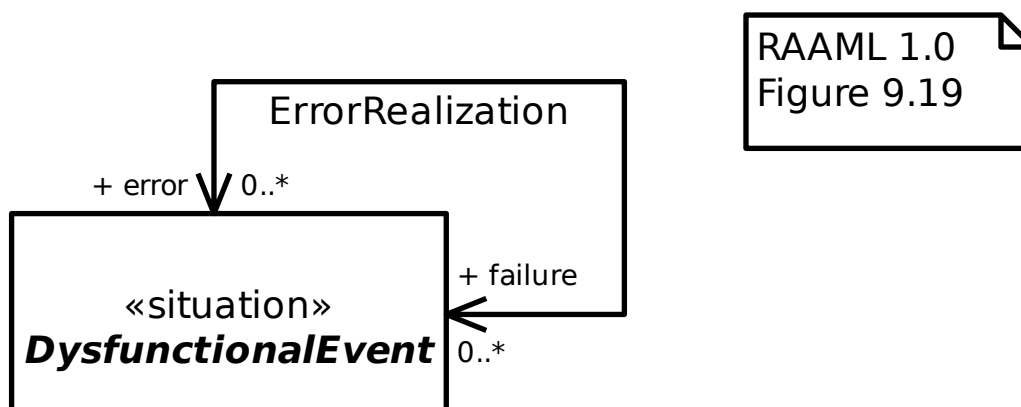 RAAML 1.0
Figure 9.19
ErrorRealization
+ error
0..*
+ failure
«situation»
DysfunctionalEvent
0..*